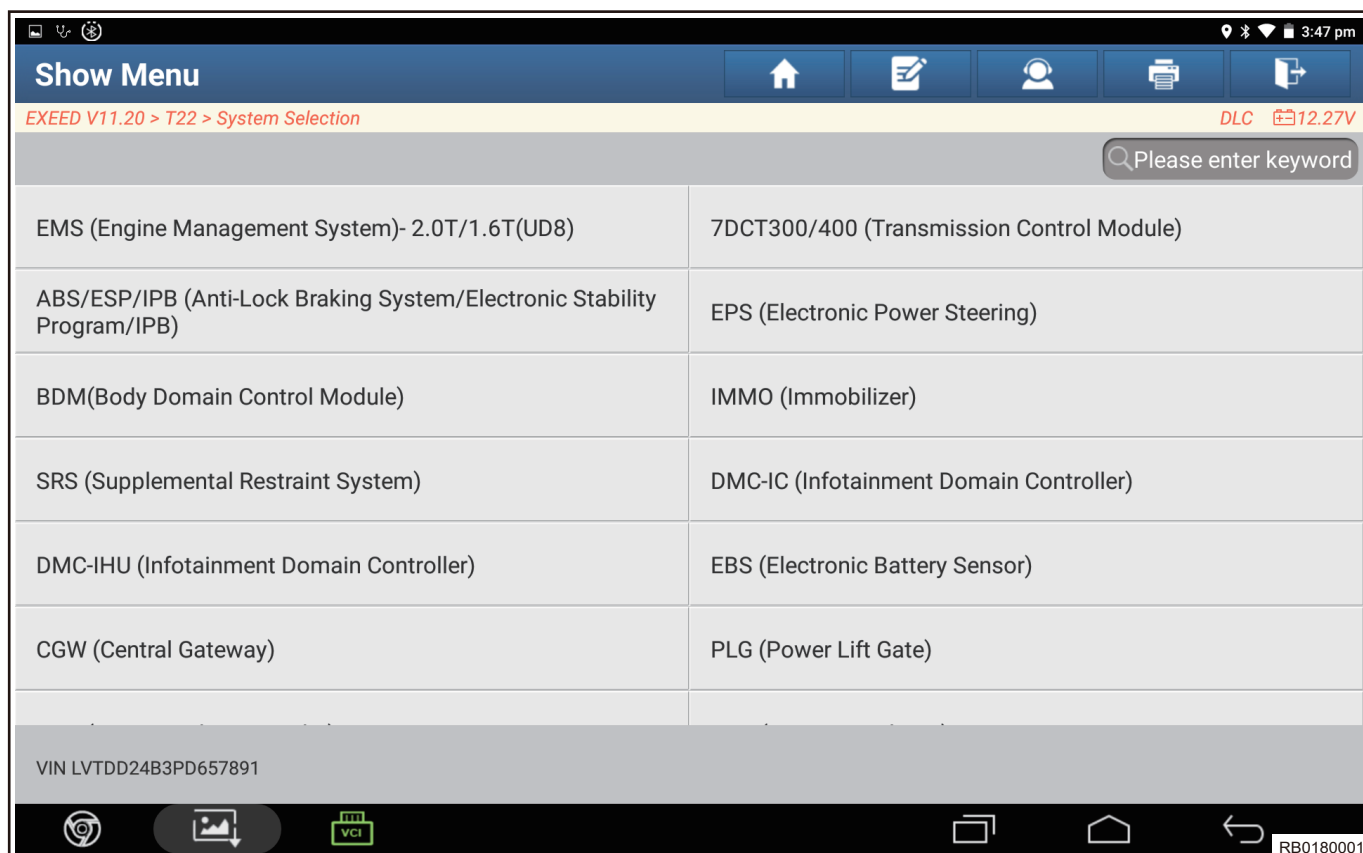 3:47 pm
Show Menu
EXEED V11.20 > T22 > System Selection
DLC 12.27V
Please enter keyword
EMS (Engine Management System)- 2.0T/1.6T(UD8)
7DCT300/400 (Transmission Control Module)
ABS/ESP/IPB (Anti-Lock Braking System/Electronic Stability
Program/IPB)
EPS (Electronic Power Steering)
BDM(Body Domain Control Module)
IMMO (Immobilizer)
SRS (Supplemental Restraint System)
DMC-IC (Infotainment Domain Controller)
DMC-IHU (Infotainment Domain Controller)
EBS (Electronic Battery Sensor)
CGW (Central Gateway)
PLG (Power Lift Gate)
VIN LVTDD24B3PD657891
VCI
RB0180001